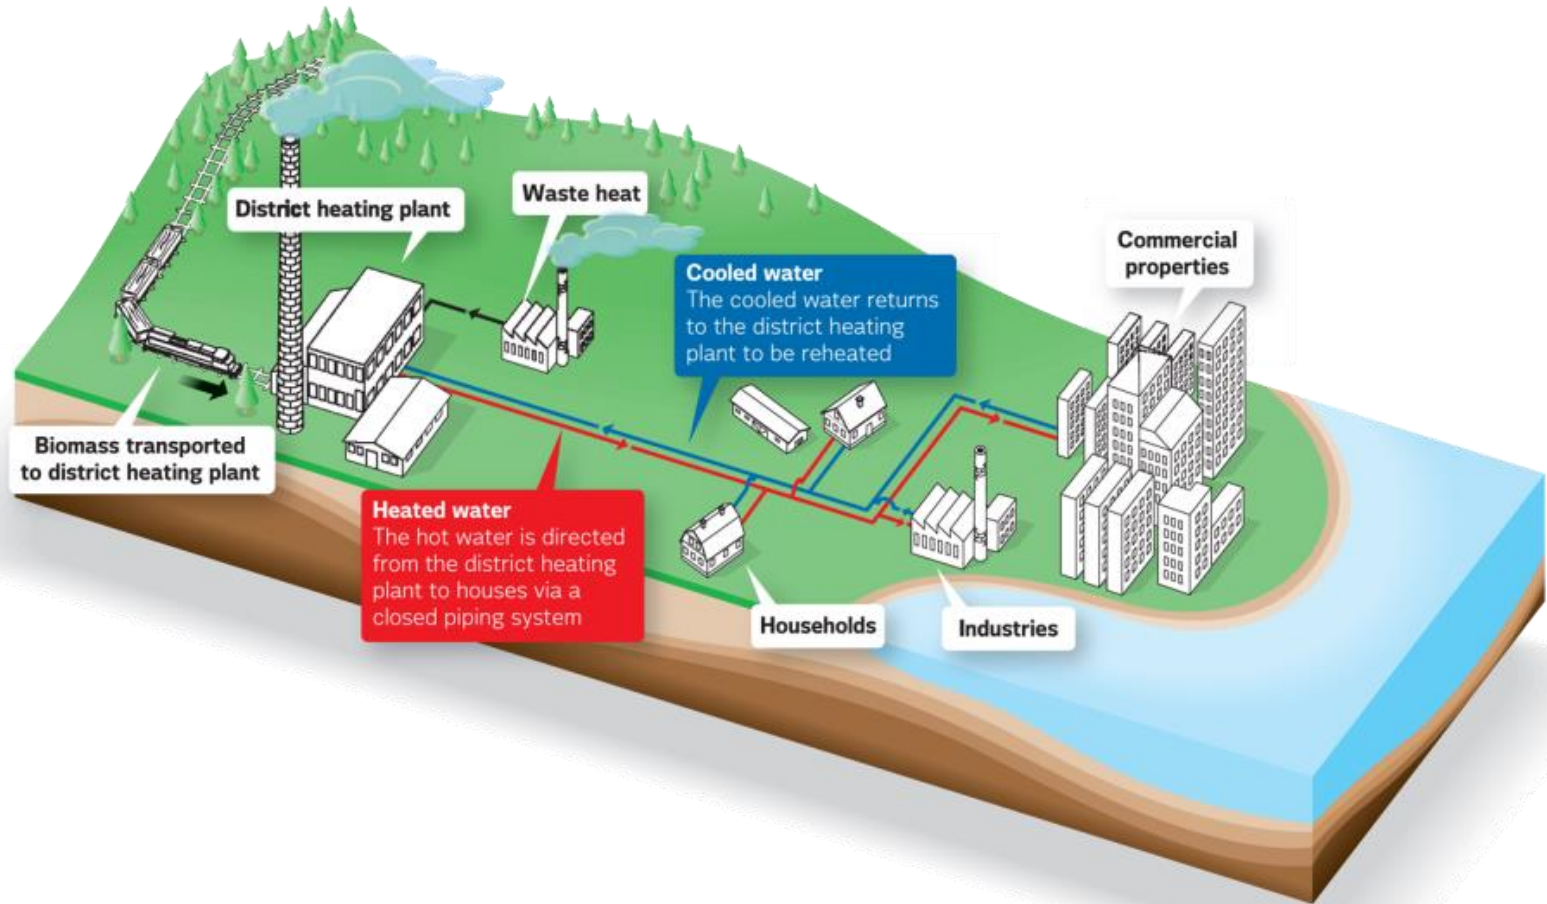 District heating plant
Waste heat
Commercial
properties
Cooled water
The cooled water returns
to the district heating
plant to be reheated
Biomass transported
to district heating plant
Heated water
The hot water is directed
from the district heating
plant to houses via a
closed piping system
Households
Industries